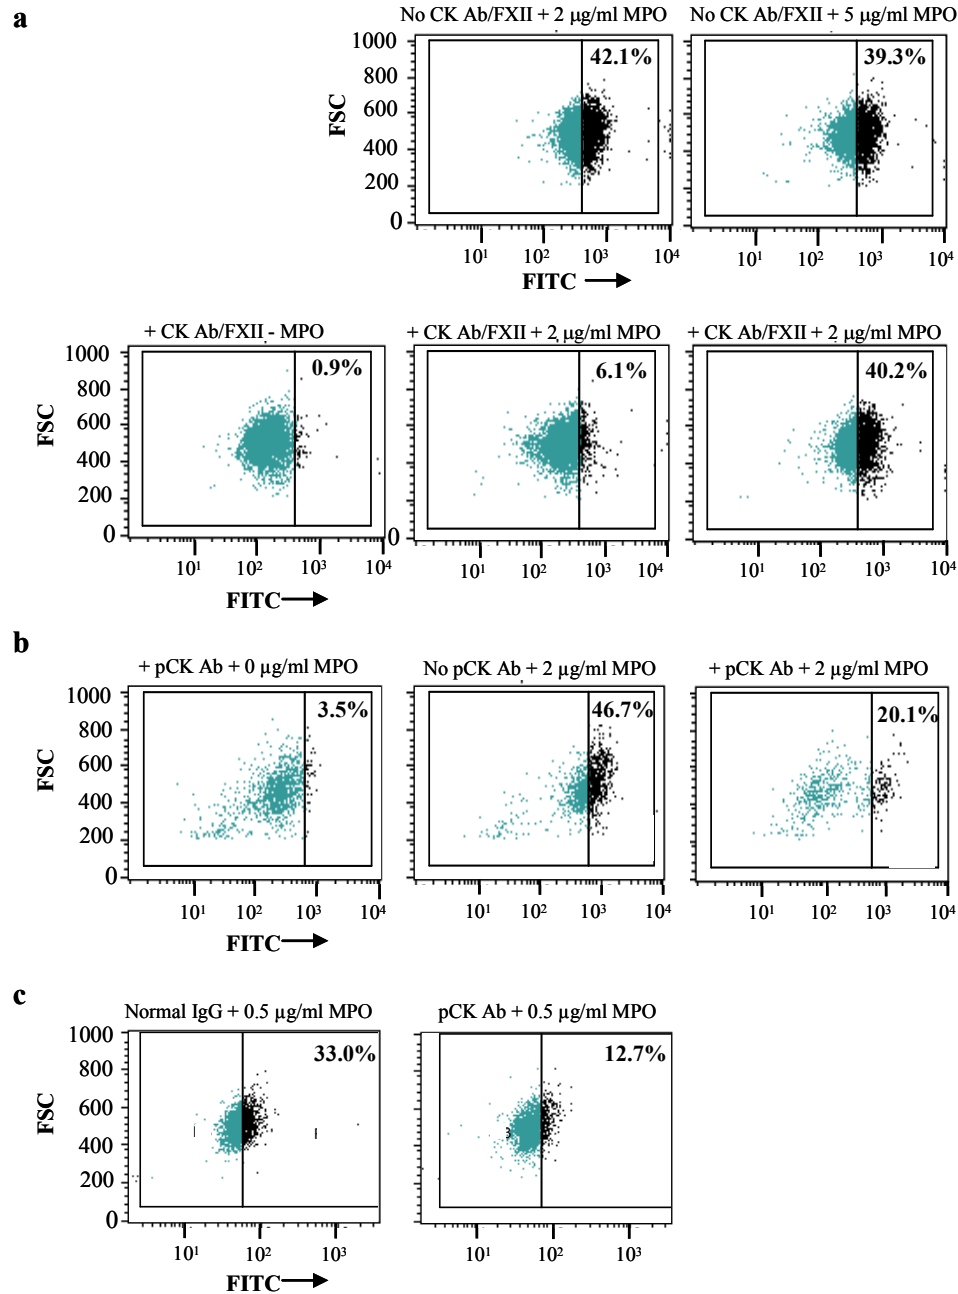 a
No CK Ab/FXII + 2 µg/ml MPO No CK Ab/FXII + 5 µg/ml MPO
1000 42.1% 39.3%
800
600
FSC
400
200
0
10¹ 10² 10³ 10⁴ 10¹ 10² 10³ 10⁴
FITC
+ CK Ab/FXII - MPO + CK Ab/FXII + 2 µg/ml MPO + CK Ab/FXII + 2 µg/ml MPO
1000 0.9% 6.1% 40.2%
800
600
FSC
400
200
0 0
10¹ 10² 10³ 10⁴ 10¹ 10² 10³ 10⁴ 10¹ 10² 10³ 10⁴
FITC
b
+ pCK Ab + 0 µg/ml MPO No pCK Ab + 2 µg/ml MPO + pCK Ab + 2 µg/ml MPO
1000 3.5% 46.7% 20.1%
800
600
FSC
400
200
0
10¹ 10² 10³ 10⁴ 10¹ 10² 10³ 10⁴ 10¹ 10² 10³ 10⁴
FITC
c
Normal IgG + 0.5 µg/ml MPO pCK Ab + 0.5 µg/ml MPO
1000 33.0% 12.7%
800
600
FSC
400
200
0
10¹ 10² 10³ 10¹ 10² 10³
FITC